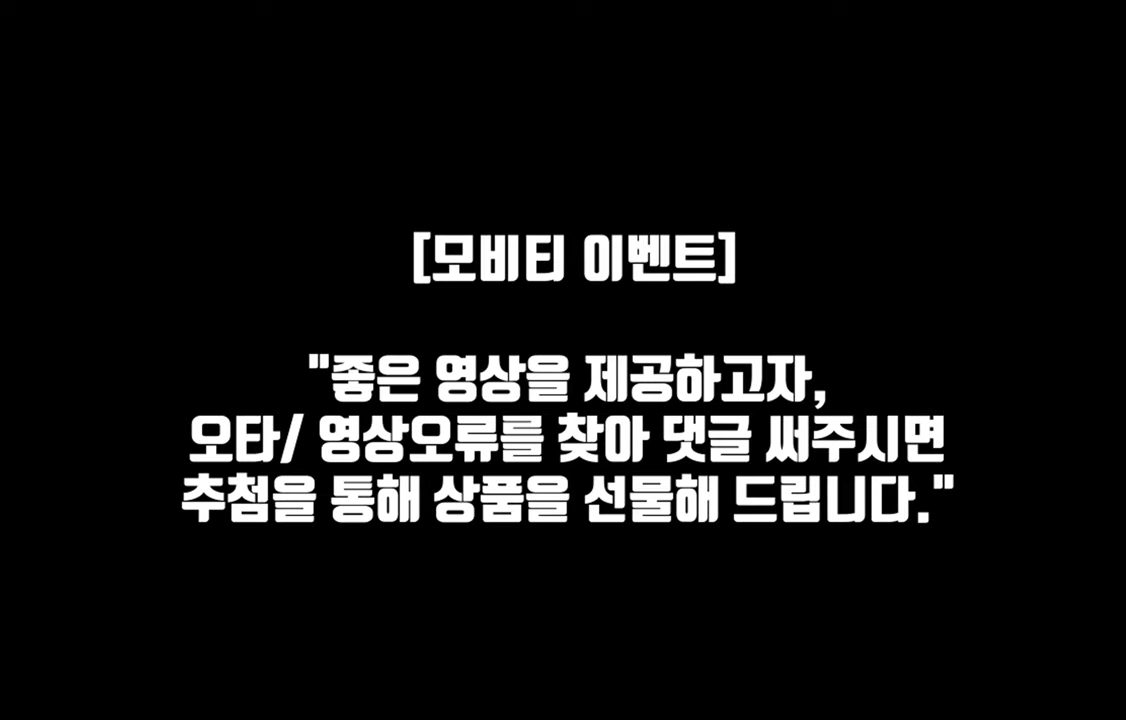 [모비티 이벤트]
"좋은 영상을 제공하고자,
오타/ 영상오류를 찾아 댓글 써주시면
추첨을 통해 상품을 선물해 드립니다."